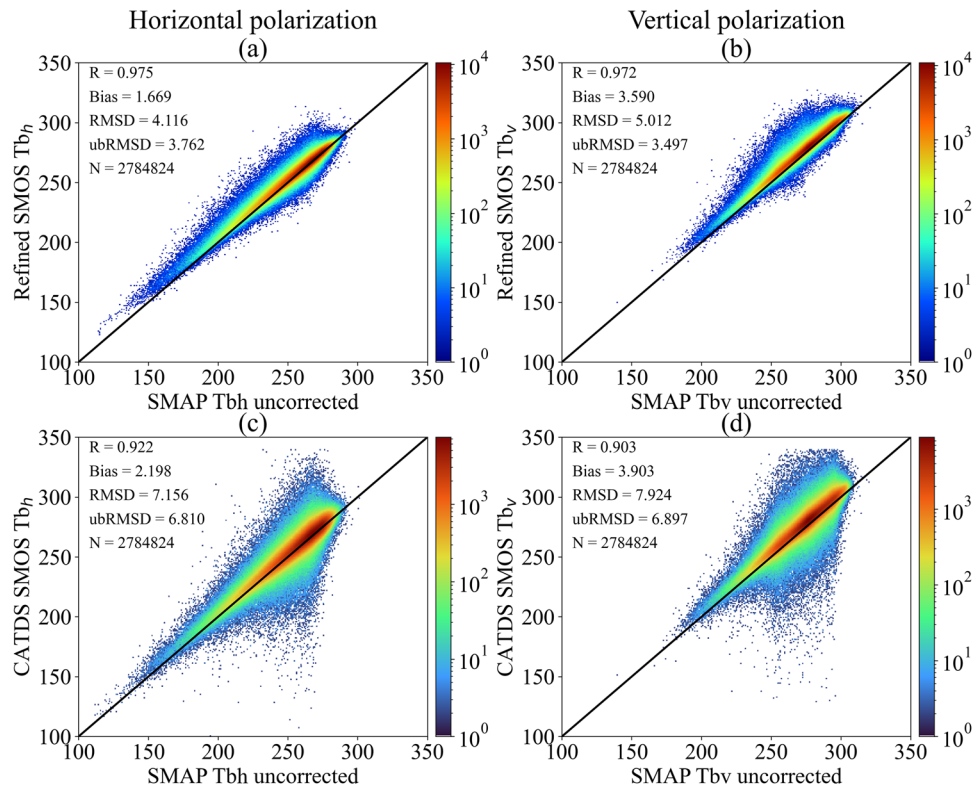 Horizontal polarization
(a)
R = 0.975
Bias = 1.669
RMSD = 4.116
ubRMSD = 3.762
N = 2784824
Refined SMOS Tbh
350
300
250
200
150
100
100 150 200 250 300 350
SMAP Tbh uncorrected
10^4
10^3
10^2
10^1
10^0
Vertical polarization
(b)
R = 0.972
Bias = 3.590
RMSD = 5.012
ubRMSD = 3.497
N = 2784824
Refined SMOS Tbv
350
300
250
200
150
100
100 150 200 250 300 350
SMAP Tbv uncorrected
10^4
10^3
10^2
10^1
10^0
(c)
R = 0.922
Bias = 2.198
RMSD = 7.156
ubRMSD = 6.810
N = 2784824
CATDS SMOS Tbh
350
300
250
200
150
100
100 150 200 250 300 350
SMAP Tbh uncorrected
10^3
10^2
10^1
10^0
(d)
R = 0.903
Bias = 3.903
RMSD = 7.924
ubRMSD = 6.897
N = 2784824
CATDS SMOS Tbv
350
300
250
200
150
100
100 150 200 250 300 350
SMAP Tbv uncorrected
10^3
10^2
10^1
10^0